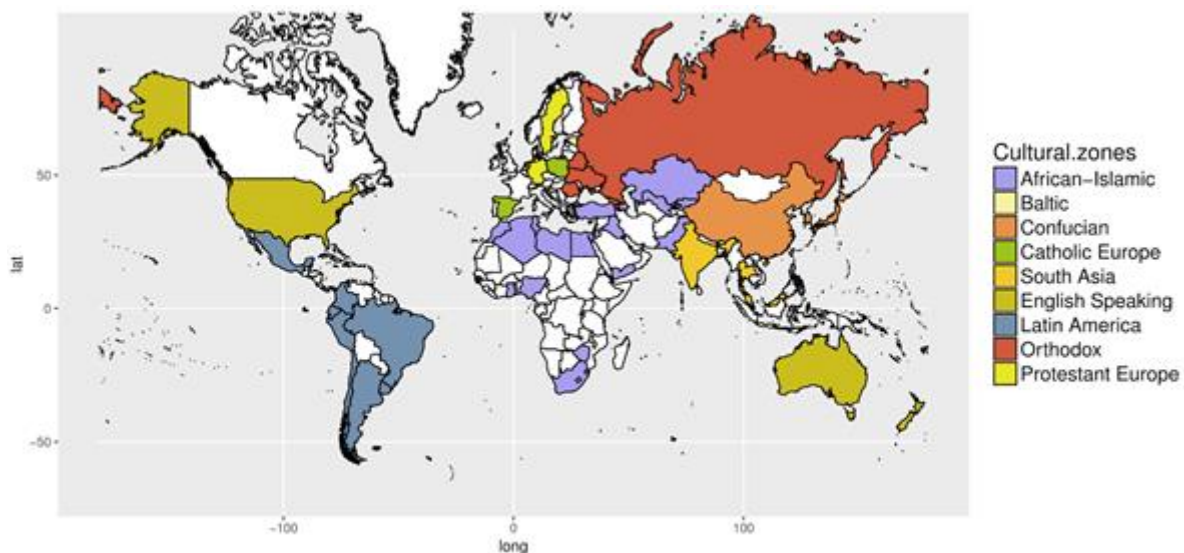 50
0
−50
lat
−100
0
100
long
Cultural.zones
African−Islamic
Baltic
Confucian
Catholic Europe
South Asia
English Speaking
Latin America
Orthodox
Protestant Europe